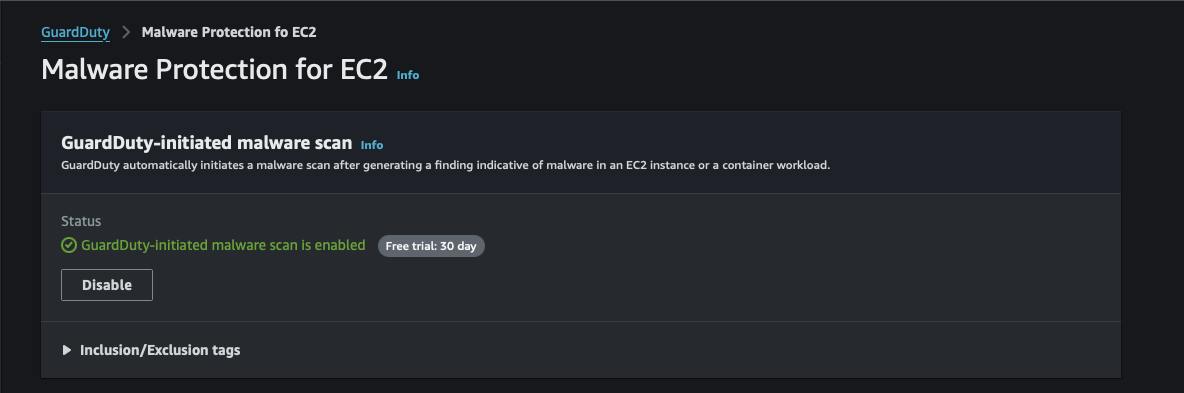 GuardDuty > Malware Protection fo EC2
Malware Protection for EC2 Info
GuardDuty-initiated malware scan Info
GuardDuty automatically initiates a malware scan after generating a finding indicative of malware in an EC2 instance or a container workload.
Status
GuardDuty-initiated malware scan is enabled Free trial: 30 day
Disable
Inclusion/Exclusion tags